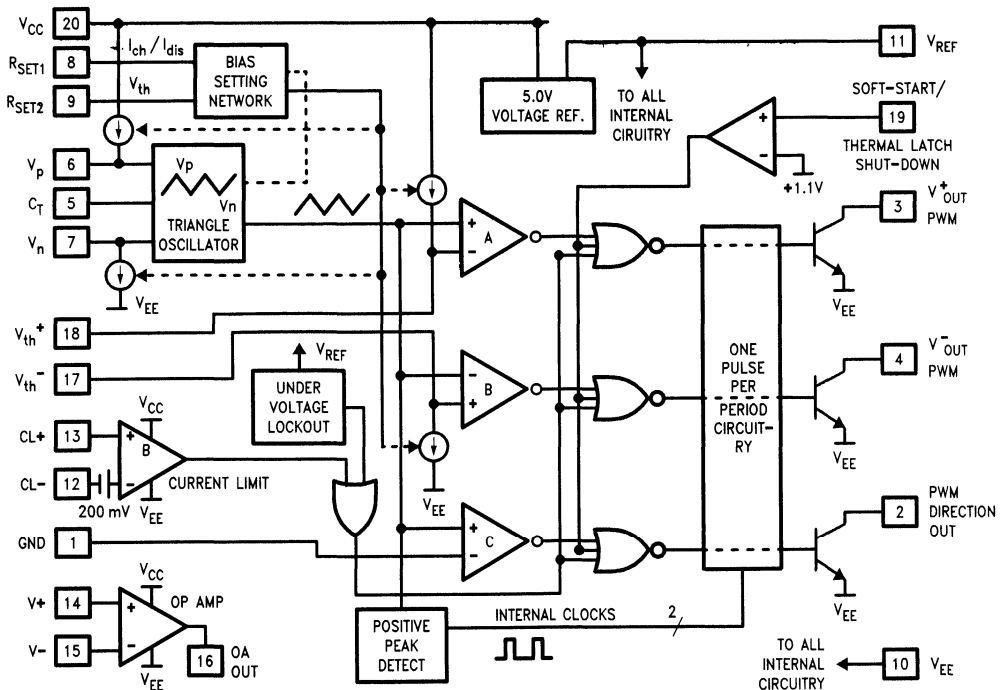 VCC 20
Ich / Idis
RSET1 8
Vth
RSET2 9
BIAS
SETTING
NETWORK
5.0V
VOLTAGE REF.
TO ALL
INTERNAL
CIRUITRY
11 VREF
SOFT-START/
19
THERMAL LATCH
SHUT-DOWN
+
-
+1.1V
Vp 6
CT 5
Vn 7
Vp
Vn
TRIANGLE
OSCILLATOR
VEE
+
A
-
3 V+OUT
PWM
VEE
Vth+ 18
Vth- 17
VREF
UNDER
VOLTAGE
LOCKOUT
-
B
+
VEE
ONE
PULSE
PER
PERIOD
CIRCUIT-
RY
4 V-OUT
PWM
VEE
CL+ 13
CL- 12
200 mV
VCC
+
B
-
VEE
CURRENT LIMIT
GND 1
+
C
-
2 PWM
DIRECTION
OUT
VEE
V+ 14
V- 15
VCC
OP AMP
+
-
VEE
16 OA
OUT
POSITIVE
PEAK
DETECT
INTERNAL CLOCKS
2
TO ALL
INTERNAL
CIRCUITRY
10 VEE